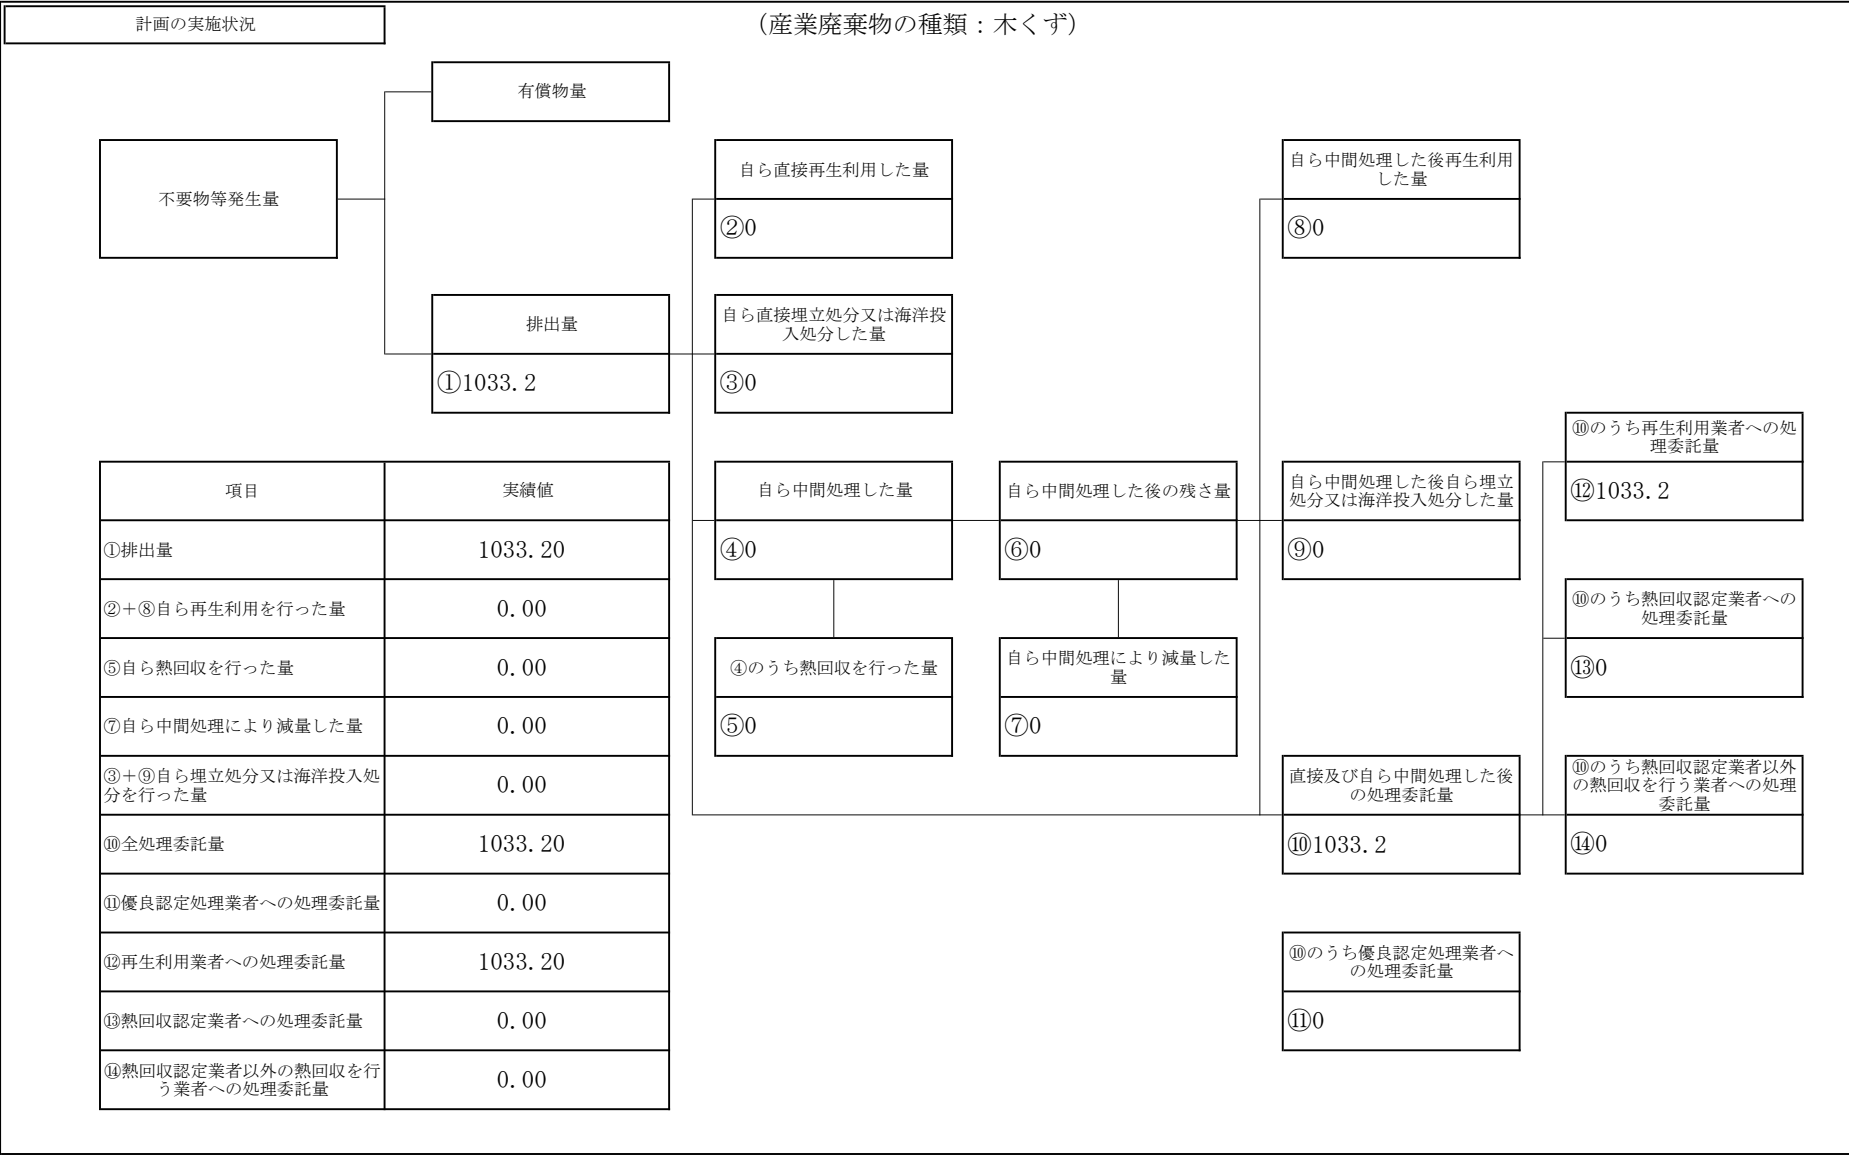 計画の実施状況
（産業廃棄物の種類：木くず）
有償物量
不要物等発生量
自ら直接再生利用した量
②0
自ら中間処理した後再生利用
した量
⑧0
排出量
①1033.2
自ら直接埋立処分又は海洋投
入処分した量
③0
⑩のうち再生利用業者への処
理委託量
⑫1033.2
自ら中間処理した量
④0
自ら中間処理した後の残さ量
⑥0
自ら中間処理した後自ら埋立
処分又は海洋投入処分した量
⑨0
⑩のうち熱回収認定業者への
処理委託量
⑬0
④のうち熱回収を行った量
⑤0
自ら中間処理により減量した
量
⑦0
直接及び自ら中間処理した後
の処理委託量
⑩1033.2
⑩のうち熱回収認定業者以外
の熱回収を行う業者への処理
委託量
⑭0
⑩のうち優良認定処理業者へ
の処理委託量
⑪0
項目 実績値
①排出量 1033.20
②＋⑧自ら再生利用を行った量 0.00
⑤自ら熱回収を行った量 0.00
⑦自ら中間処理により減量した量 0.00
③＋⑨自ら埋立処分又は海洋投入処
分を行った量 0.00
⑩全処理委託量 1033.20
⑪優良認定処理業者への処理委託量 0.00
⑫再生利用業者への処理委託量 1033.20
⑬熱回収認定業者への処理委託量 0.00
⑭熱回収認定業者以外の熱回収を行
う業者への処理委託量 0.00